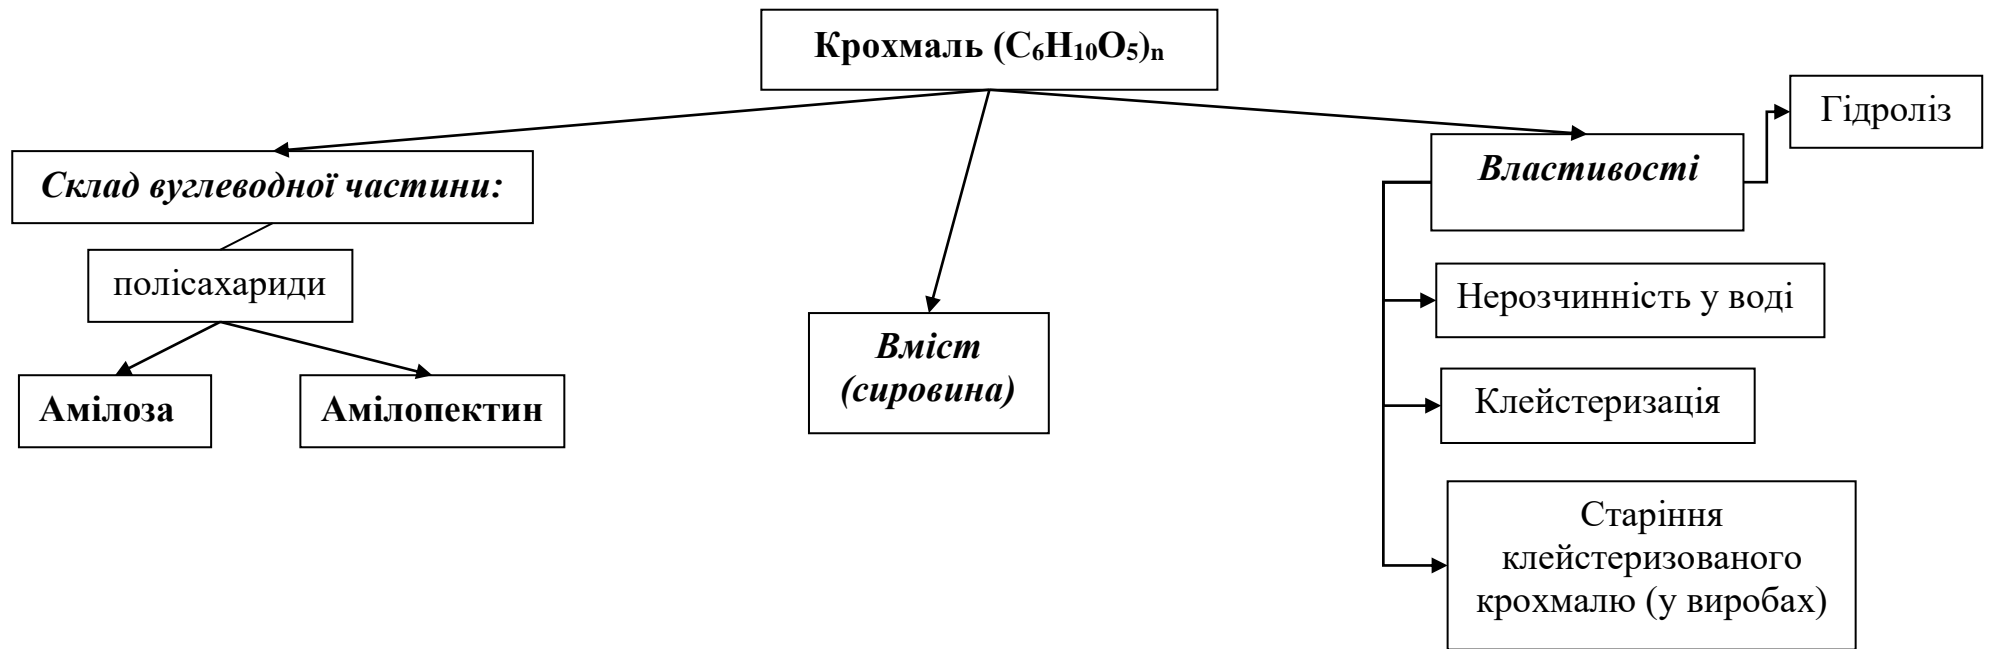 Крохмаль (C₆H₁₀O₅)ₙ
Гідроліз
Склад вуглеводної частини:
Властивості
полісахариди
Нерозчинність у воді
Вміст
(сировина)
Амілоза
Амілопектин
Клейстеризація
Старіння
клейстеризованого
крохмалю (у виробах)